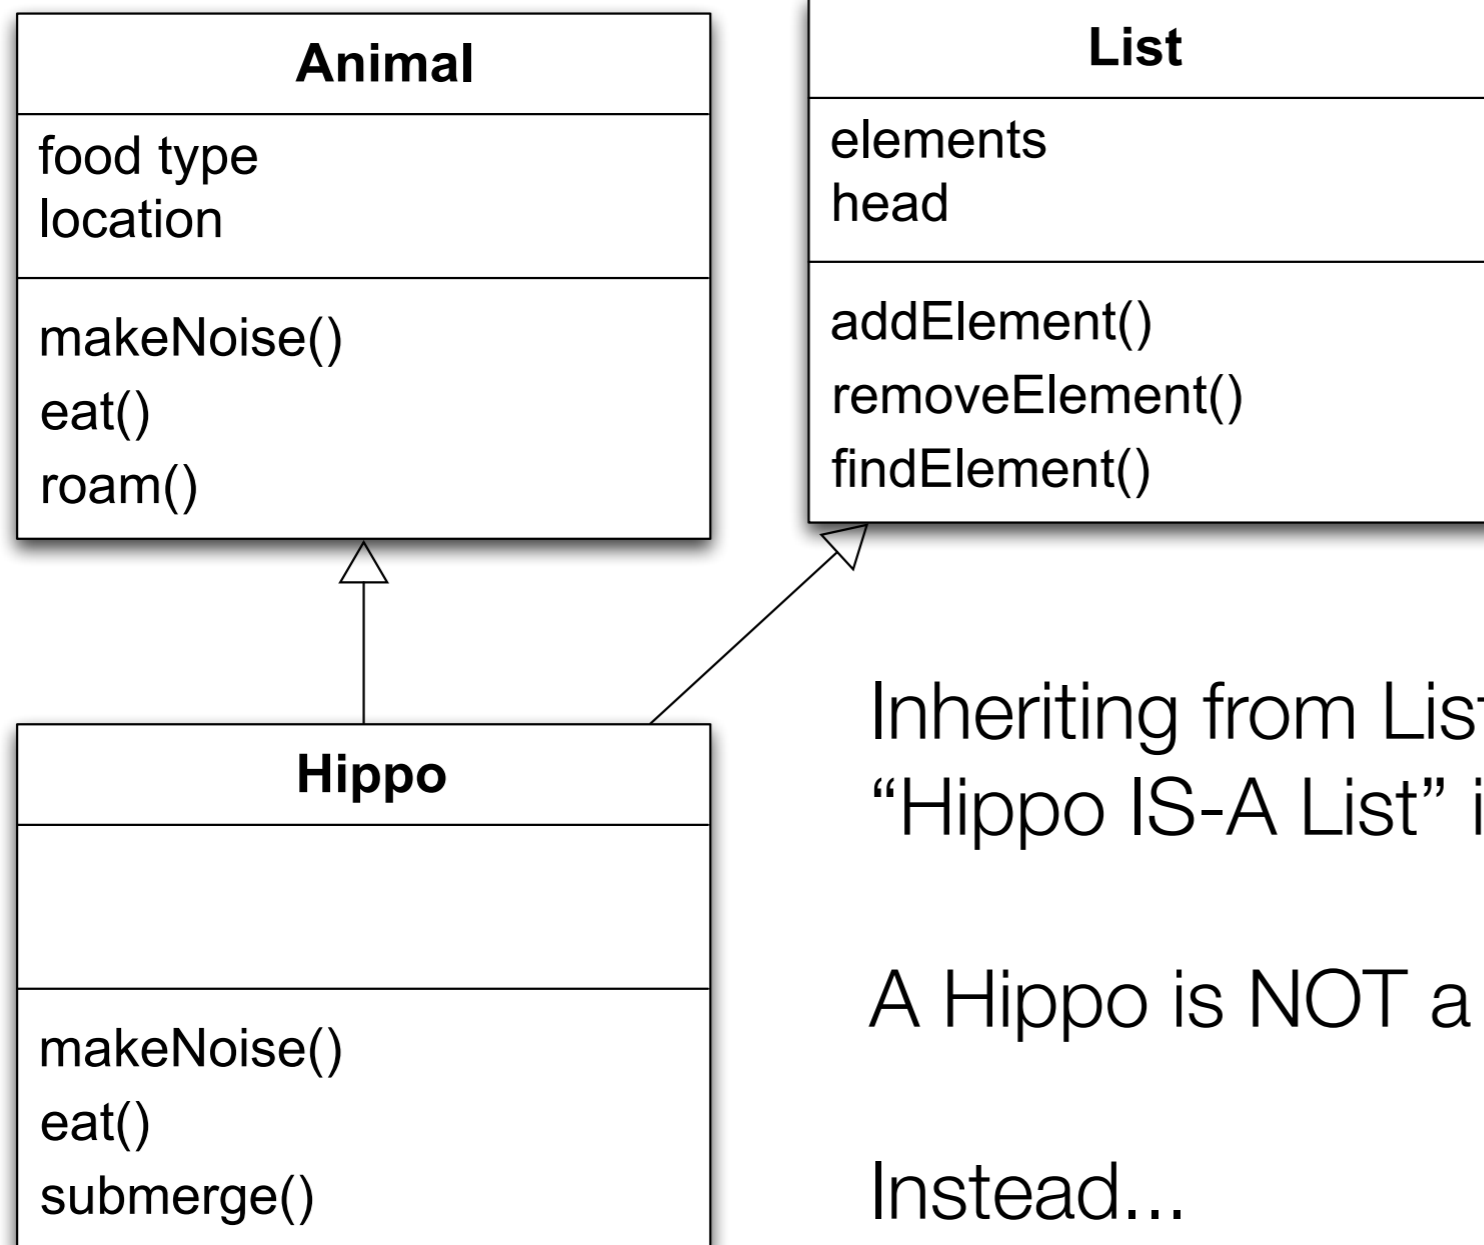 Animal
food type
location
makeNoise()
eat()
roam()
List
elements
head
addElement()
removeElement()
findElement()
Hippo
makeNoise()
eat()
submerge()
Inheriting from List
“Hippo IS-A List”
A Hippo is NOT a
Instead...